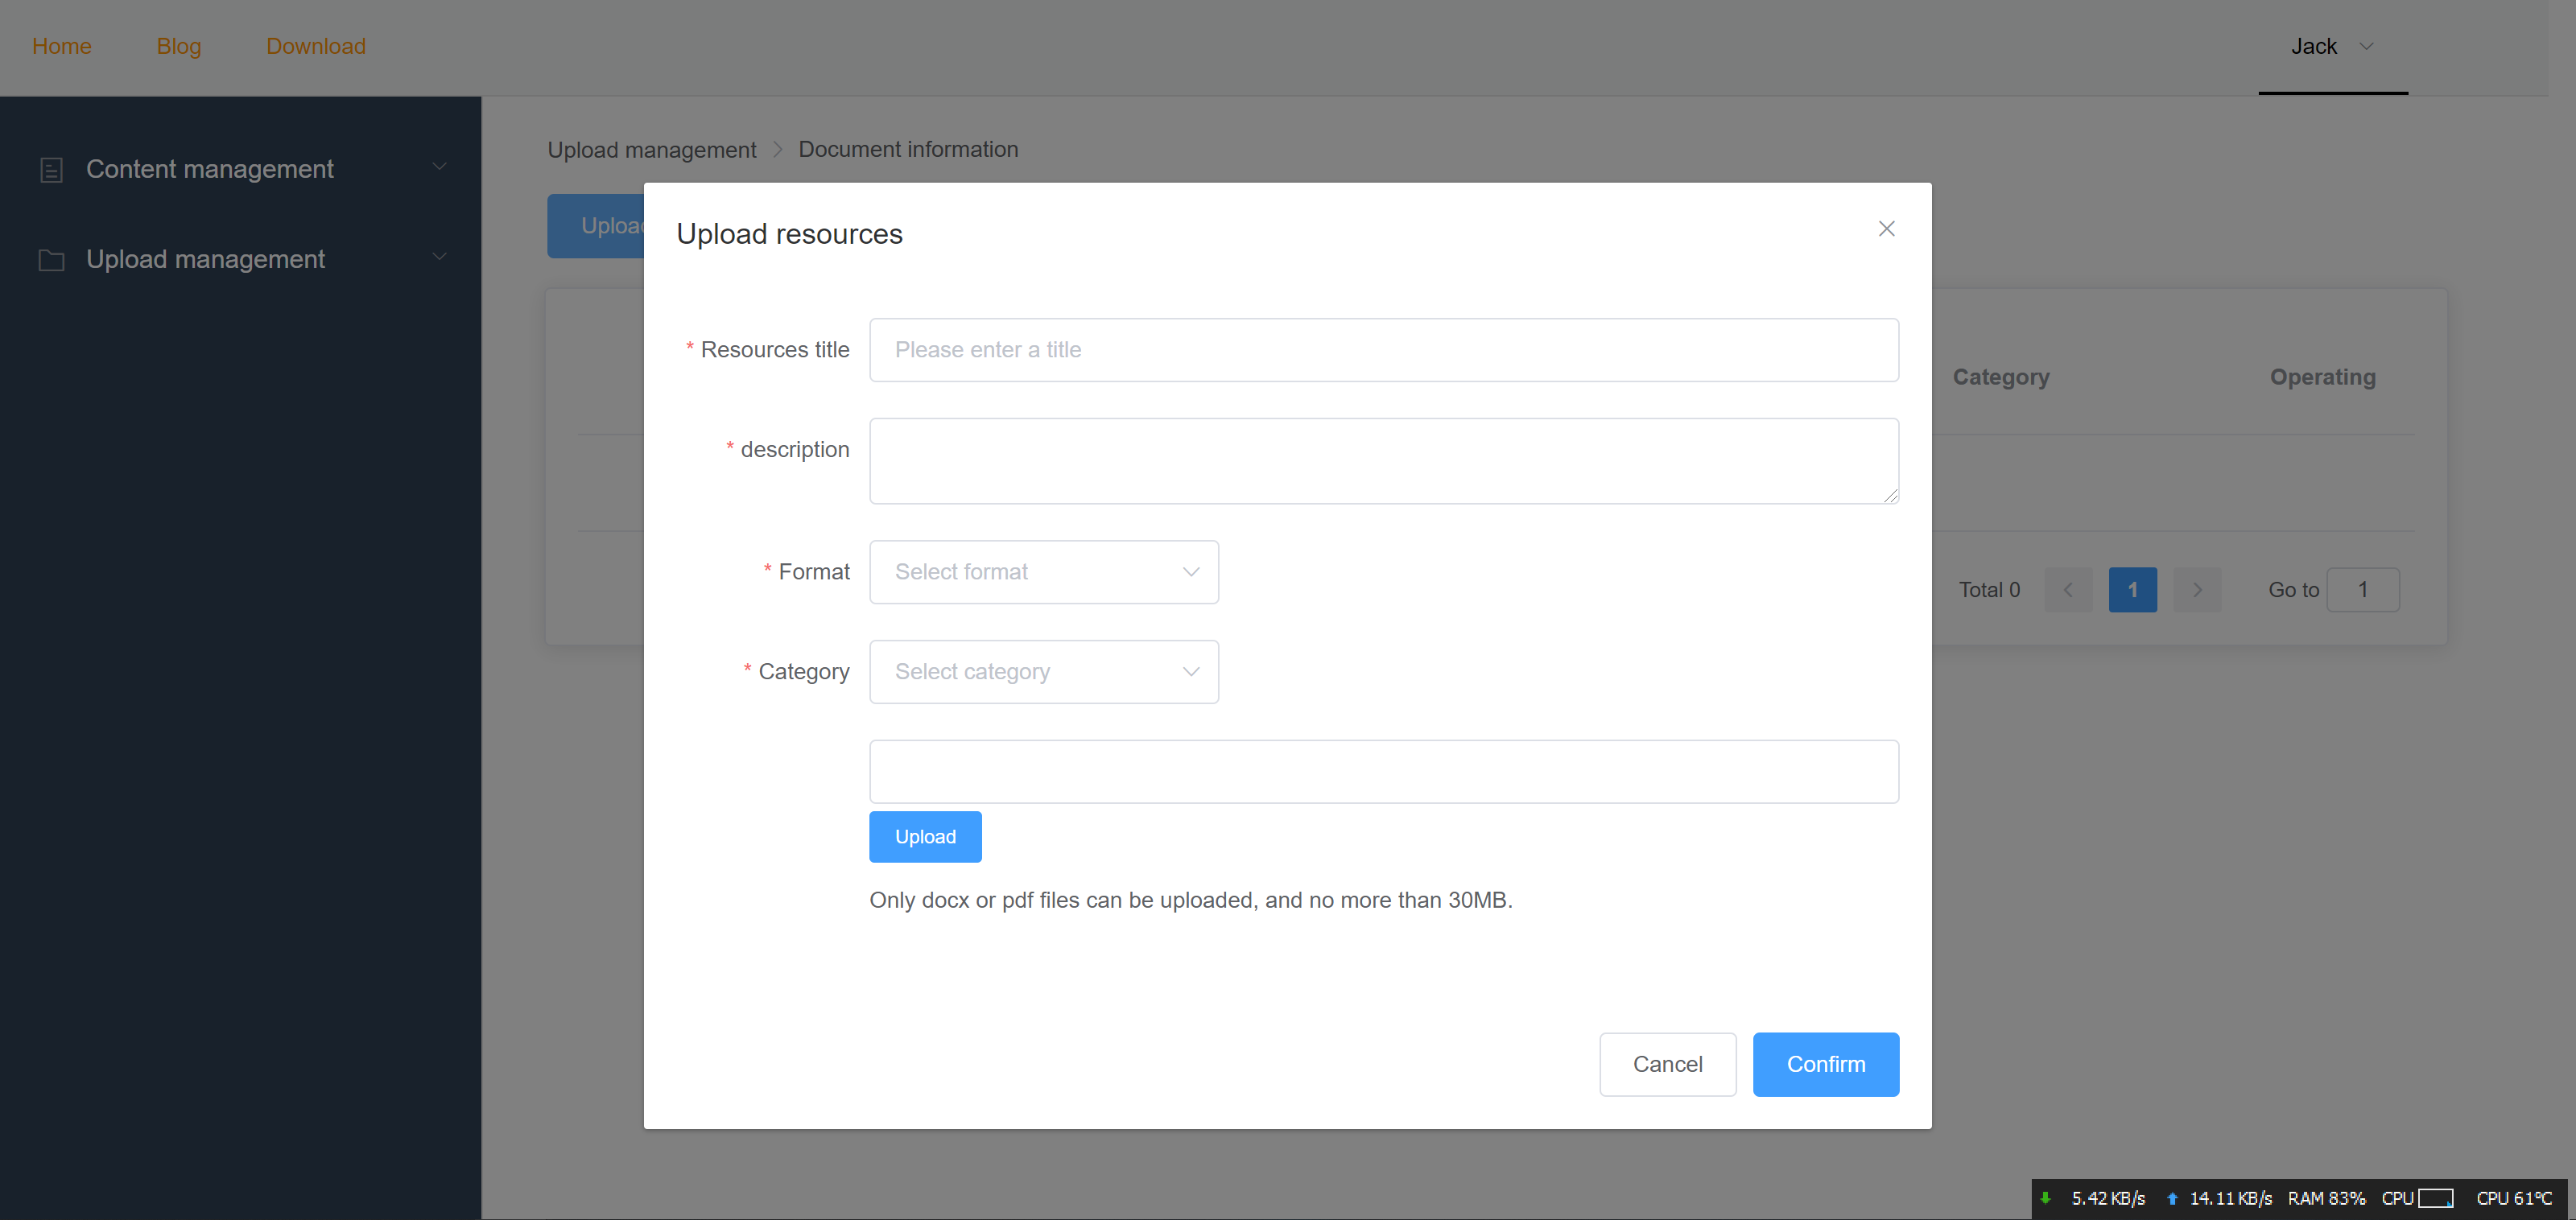 Home Blog Download Jack
Content management
Upload management
Upload management > Document information
Upload resources
* Resources title Please enter a title
* description
* Format Select format
* Category Select category
Upload
Only docx or pdf files can be uploaded, and no more than 30MB.
Cancel Confirm
Category Operating
Total 0 < 1 > Go to 1
5.42 KB/s 14.11 KB/s RAM 83% CPU CPU 61°C